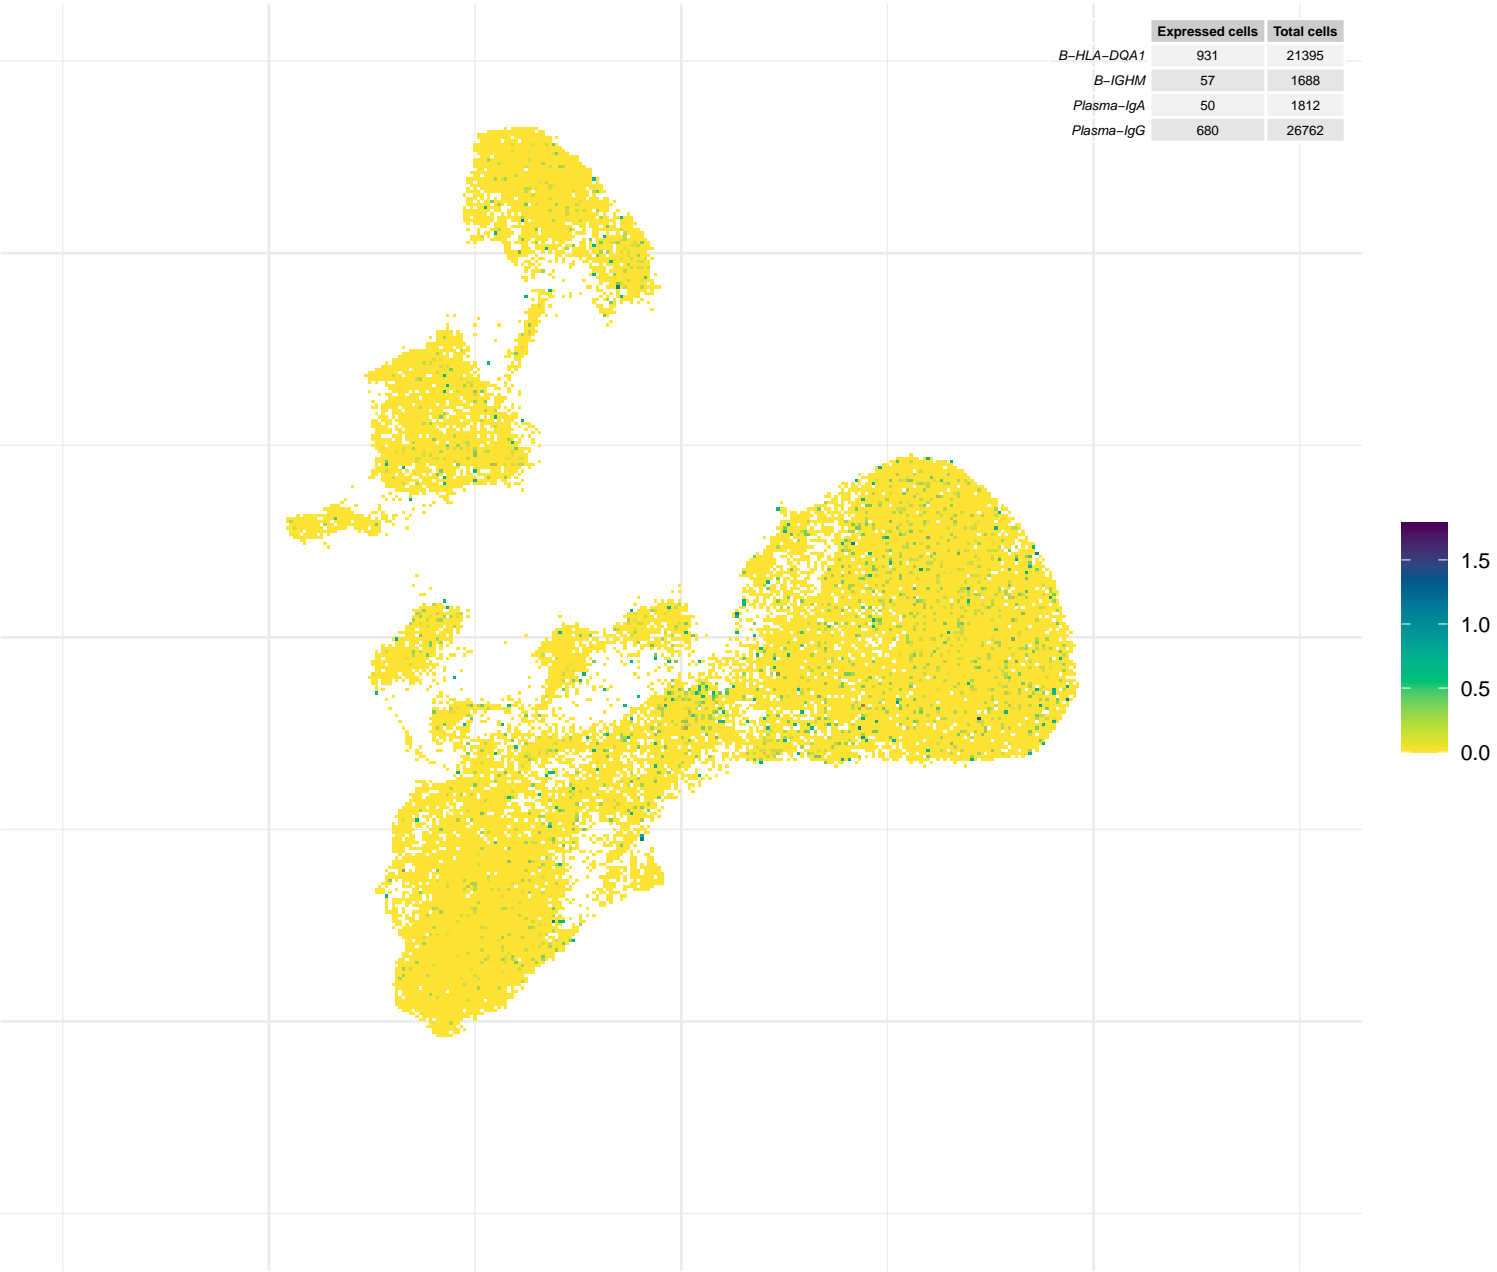 Expressed cells Total cells
B−HLA−DQA1 931 21395
B−IGHM 57 1688
Plasma−IgA 50 1812
Plasma−IgG 680 26762
1.5
1.0
0.5
0.0